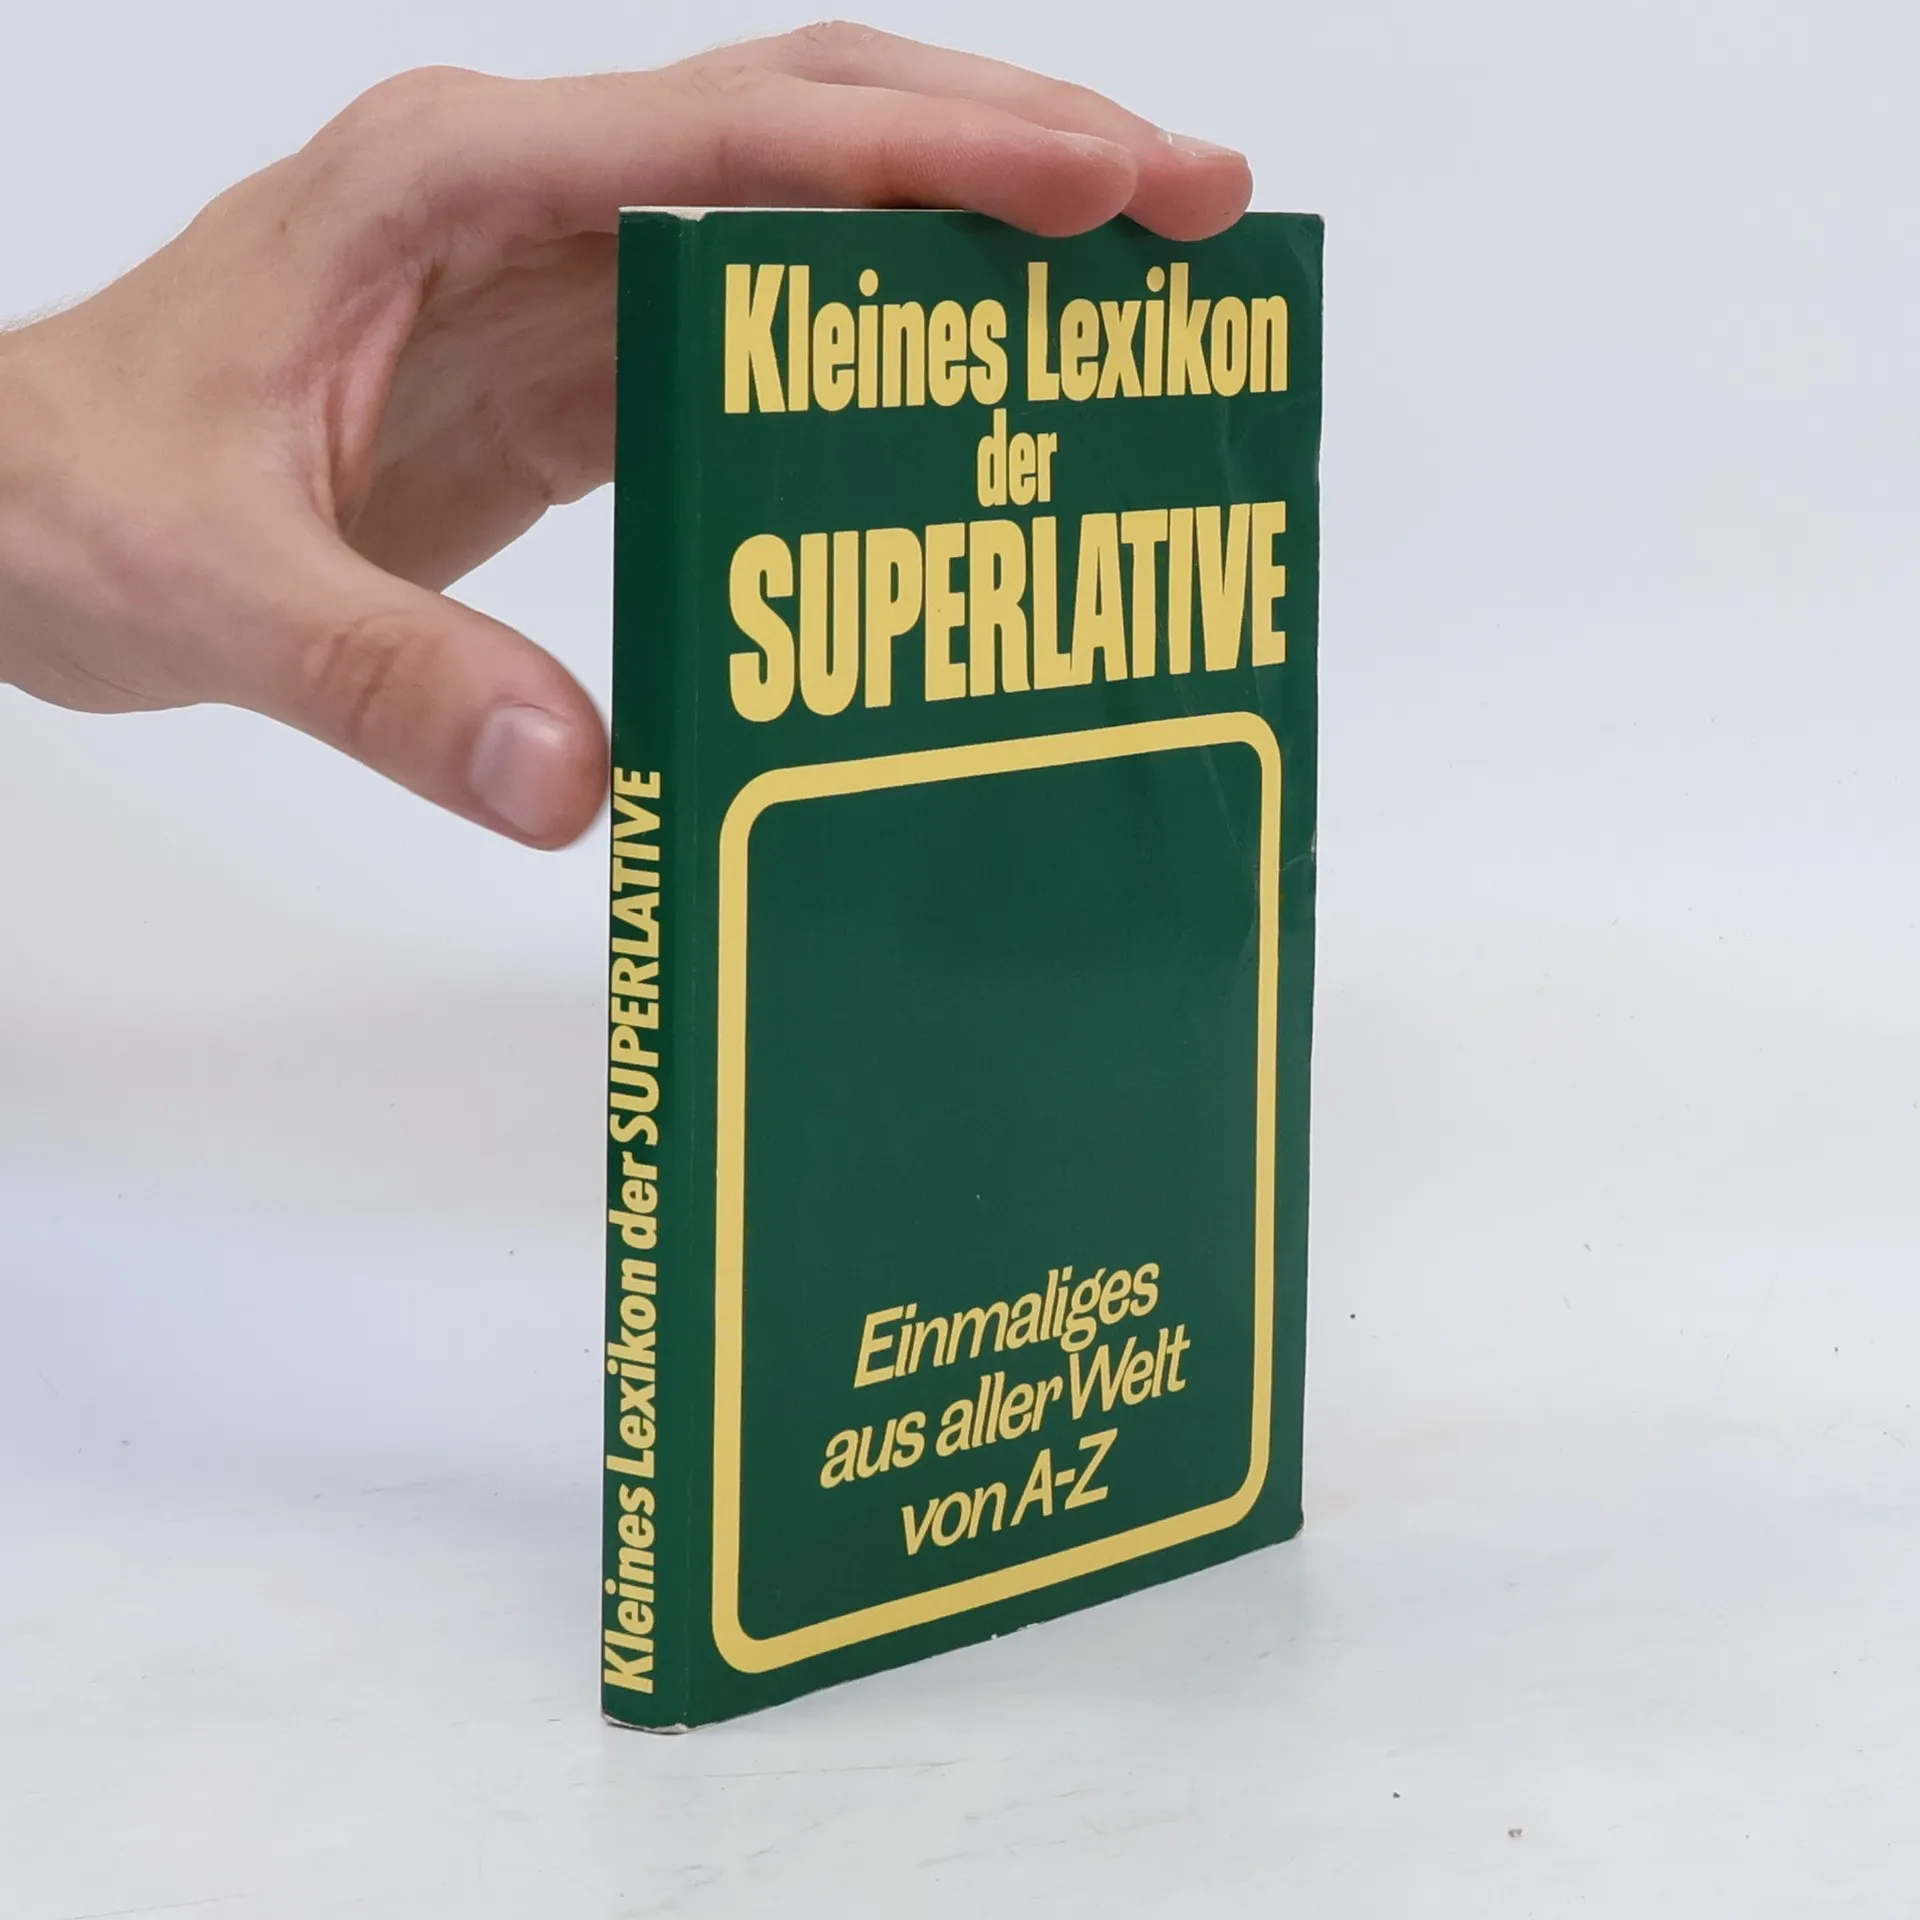 Kleines Lexikon
der
SUPERLATIVE
Einmaliges
aus aller Welt
von A-Z
Kleines Lexikon der SUPERLATIVE